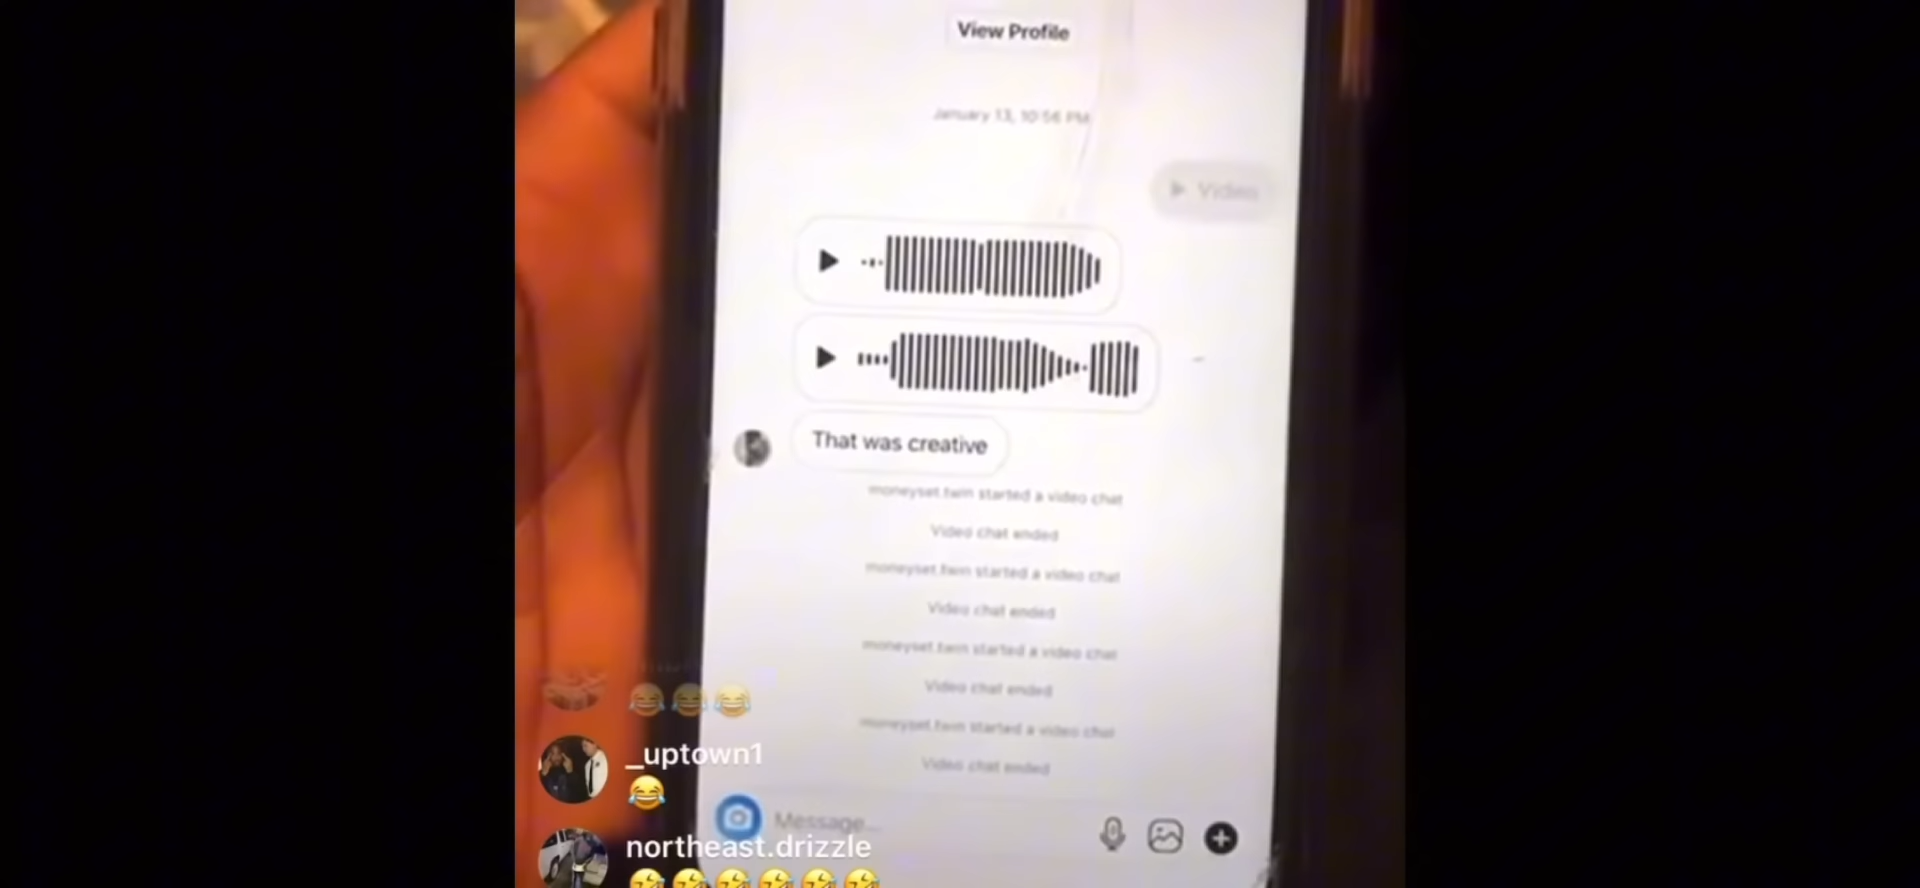 View Profile
January 13, 10:56 PM
Video
That was creative
moneyset.twin started a video chat
Video chat ended
moneyset.twin started a video chat
Video chat ended
moneyset.twin started a video chat
Video chat ended
moneyset.twin started a video chat
Video chat ended
Message...
😂😂😂
_uptown1
😂
northeast.drizzle
🤣🤣🤣🤣🤣🤣